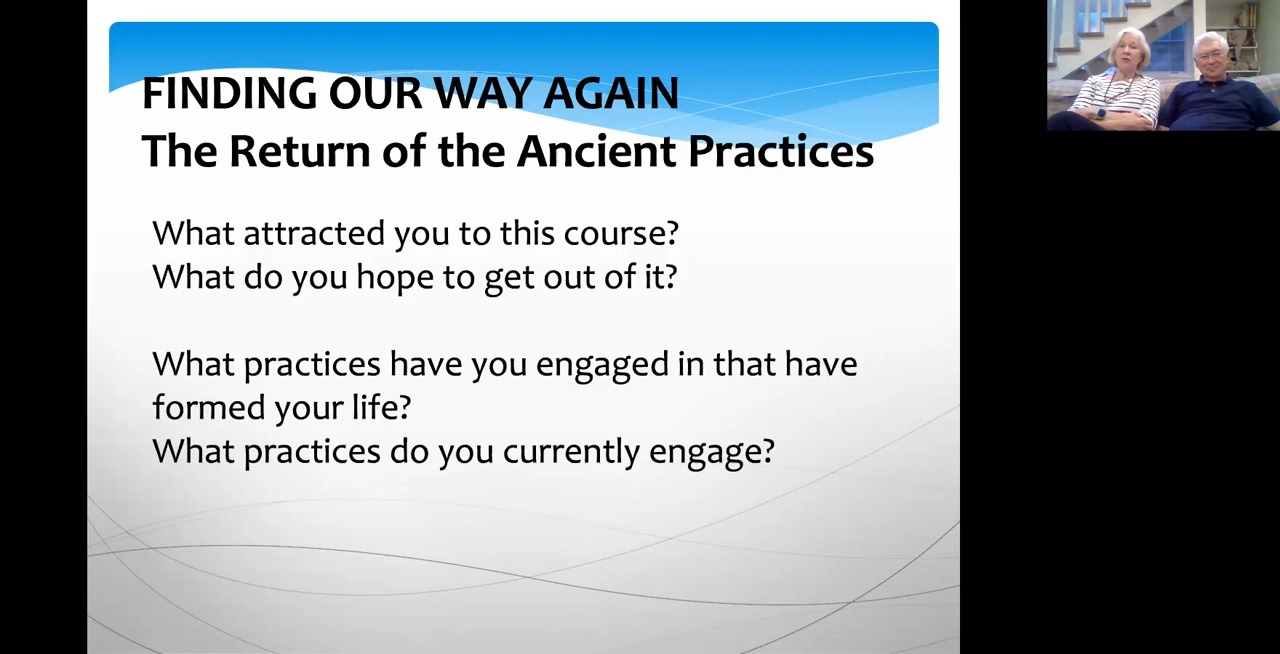 FINDING OUR WAY AGAIN
The Return of the Ancient Practices
What attracted you to this course?
What do you hope to get out of it?
What practices have you engaged in that have
formed your life?
What practices do you currently engage?